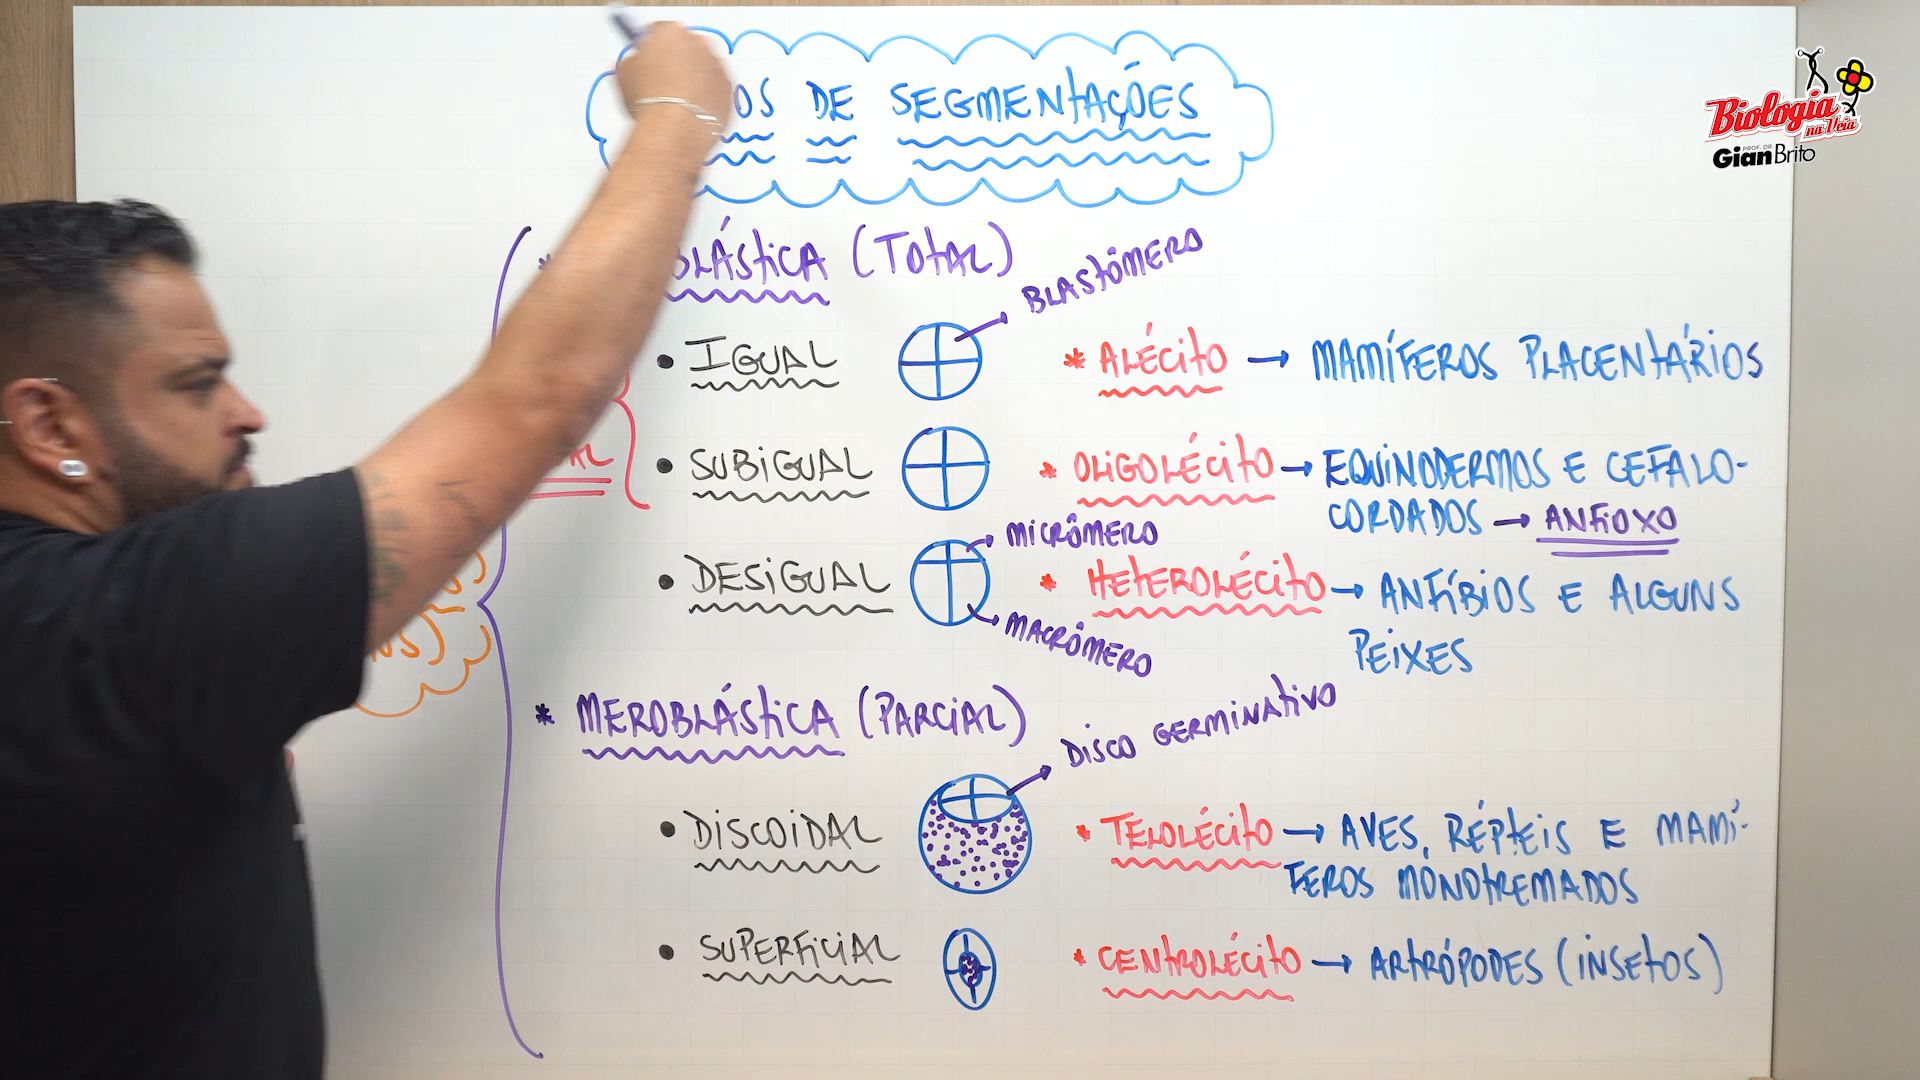 OS DE SEGMENTAÇÕES
Biologia
na Veia
PROF. DR.
Gian Brito
* LÁSTICA (TOTAL)
BLASTÔMERO
• IGUAL * ALÉCITO → MAMÍFEROS PLACENTÁRIOS
• SUBIGUAL * OLIGOLÉCITO → EQUINODERMOS E CEFALO-
CORDADOS → ANFIOXO
MICRÔMERO
• DESIGUAL * HETEROLÉCITO → ANFÍBIOS E ALGUNS
PEIXES
MACRÔMERO
* MEROBLÁSTICA (PARCIAL)
DISCO GERMINATIVO
• DISCOIDAL * TELOLÉCITO → AVES, RÉPTEIS E MAMÍ-
FEROS MONOTREMADOS
• SUPERFICIAL * CENTROLÉCITO → ARTRÓPODES (INSETOS)